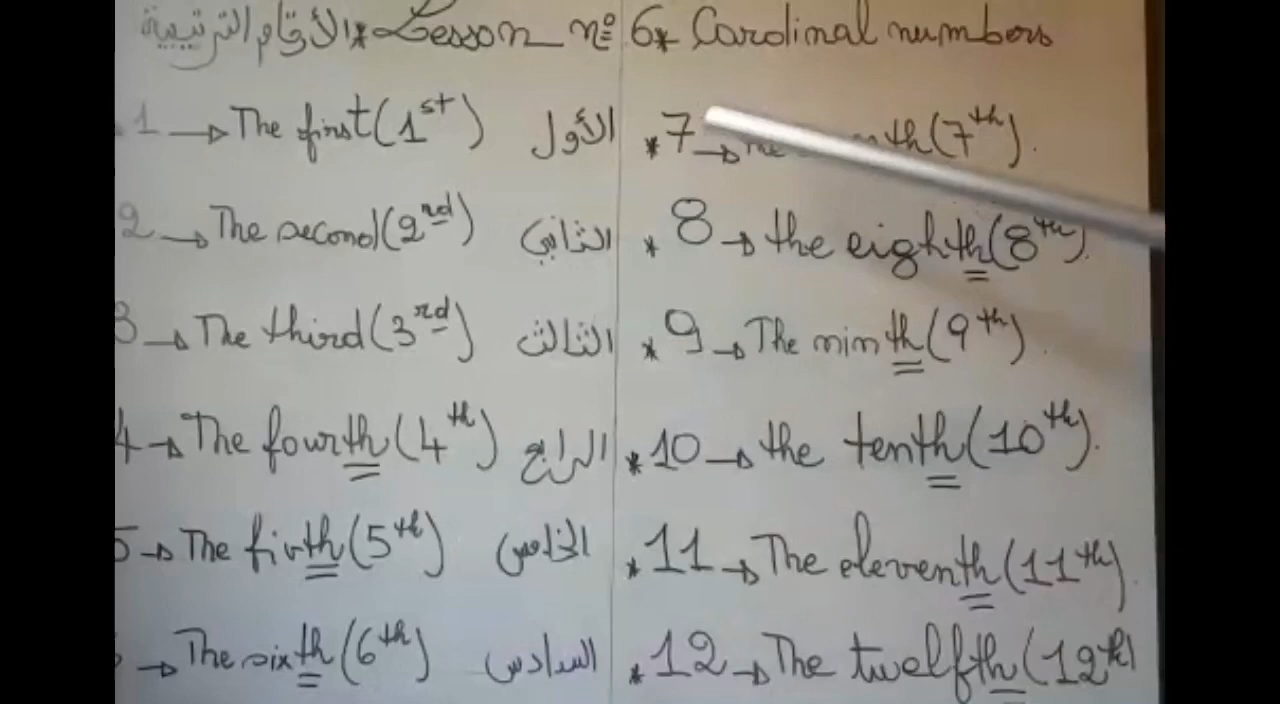 الأرقام الترتيبية * Lesson n° 6 * Cardinal numbers
1 → The first (1st) الأول
2 → The second (2nd) الثاني
3 → The third (3rd) الثالث
4 → The fourth (4th) الرابع
5 → The fivth (5th) الخامس
→ The sixth (6th) السادس
* 7 → The (7th).
* 8 → the eighth (8th).
* 9 → The ninth (9th).
* 10 → the tenth (10th).
* 11 → The eleventh (11th).
* 12 → The twelfth (12th)